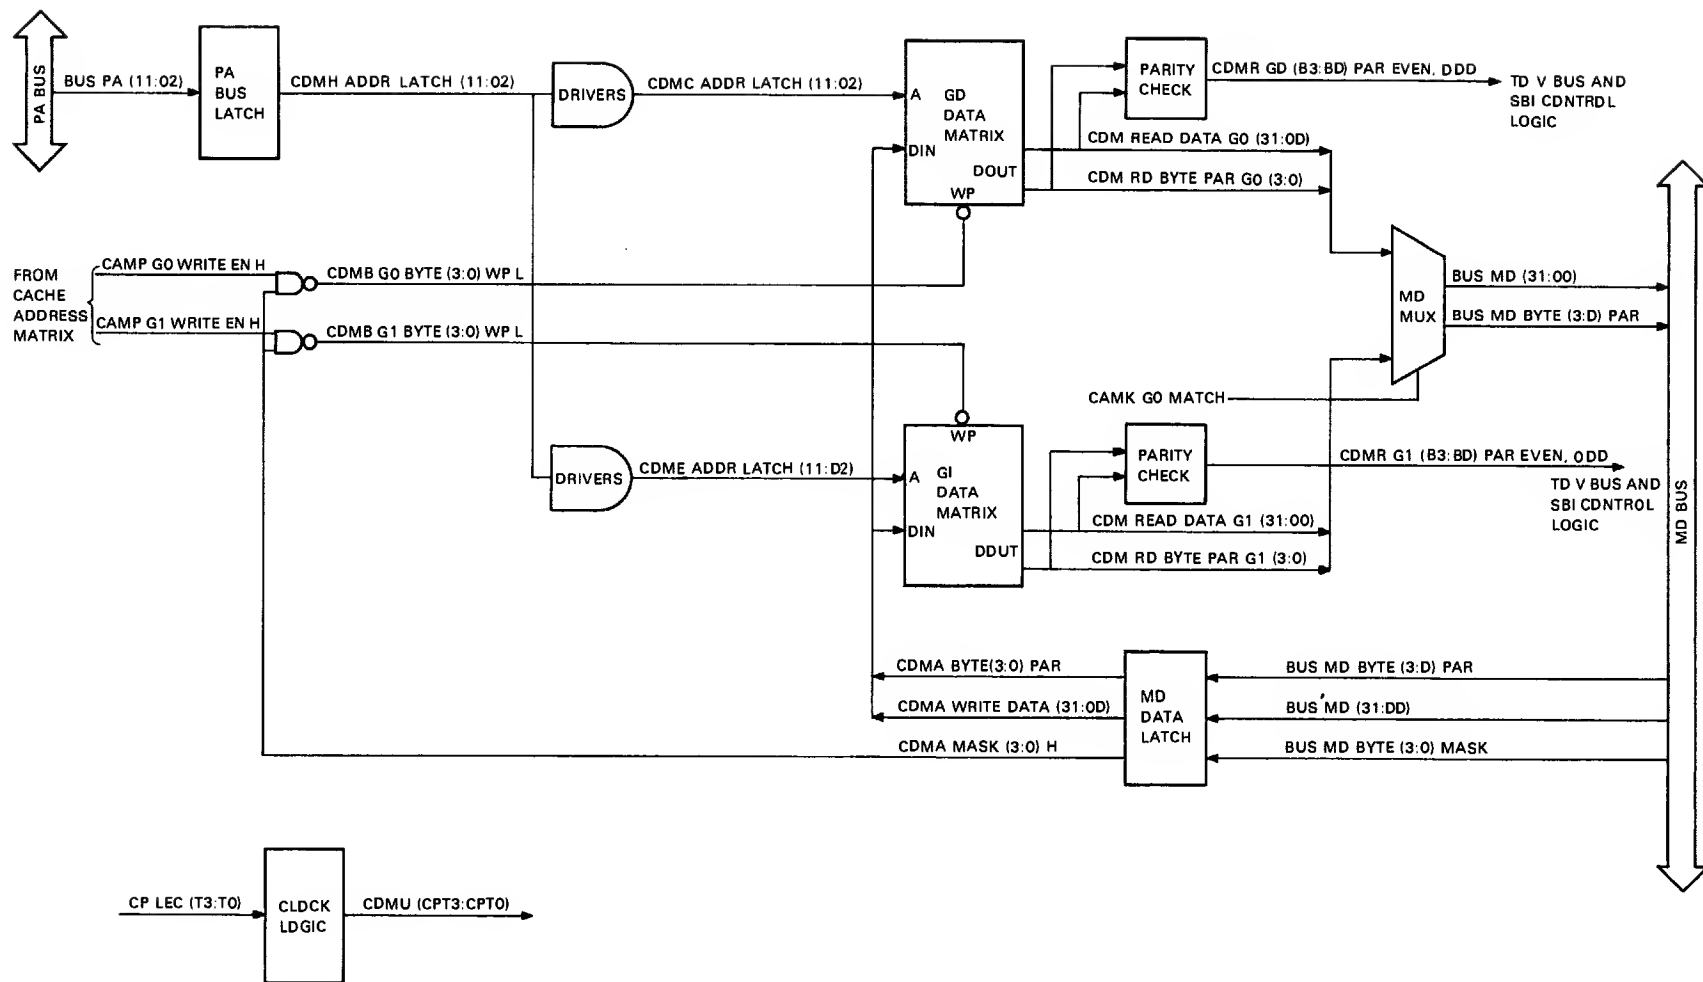 PA BUS
BUS PA (11:02)
PA
BUS
LATCH
CDMH ADDR LATCH (11:02)
DRIVERS
CDMC ADDR LATCH (11:02)
A
GD
DATA
MATRIX
DIN
DOUT
WP
PARITY
CHECK
CDMR GD (B3:BD) PAR EVEN, DDD
TD V BUS AND
SBI CDNTRDL
LOGIC
CDM READ DATA G0 (31:0D)
CDM RD BYTE PAR G0 (3:0)
FROM
CACHE
ADDRESS
MATRIX
CAMP G0 WRITE EN H
CDMB G0 BYTE (3:0) WP L
CAMP G1 WRITE EN H
CDMB G1 BYTE (3:0) WP L
MD
MUX
BUS MD (31:00)
BUS MD BYTE (3:D) PAR
CAMK G0 MATCH
DRIVERS
CDME ADDR LATCH (11:D2)
WP
A
GI
DATA
MATRIX
DIN
DDUT
PARITY
CHECK
CDMR G1 (B3:BD) PAR EVEN, ODD
TD V BUS AND
SBI CDNTROL
LOGIC
CDM READ DATA G1 (31:00)
CDM RD BYTE PAR G1 (3:0)
MD BUS
CDMA BYTE(3:0) PAR
CDMA WRITE DATA (31:0D)
CDMA MASK (3:0) H
MD
DATA
LATCH
BUS MD BYTE (3:D) PAR
BUS MD (31:DD)
BUS MD BYTE (3:0) MASK
CP LEC (T3:T0)
CLDCK
LDGIC
CDMU (CPT3:CPT0)